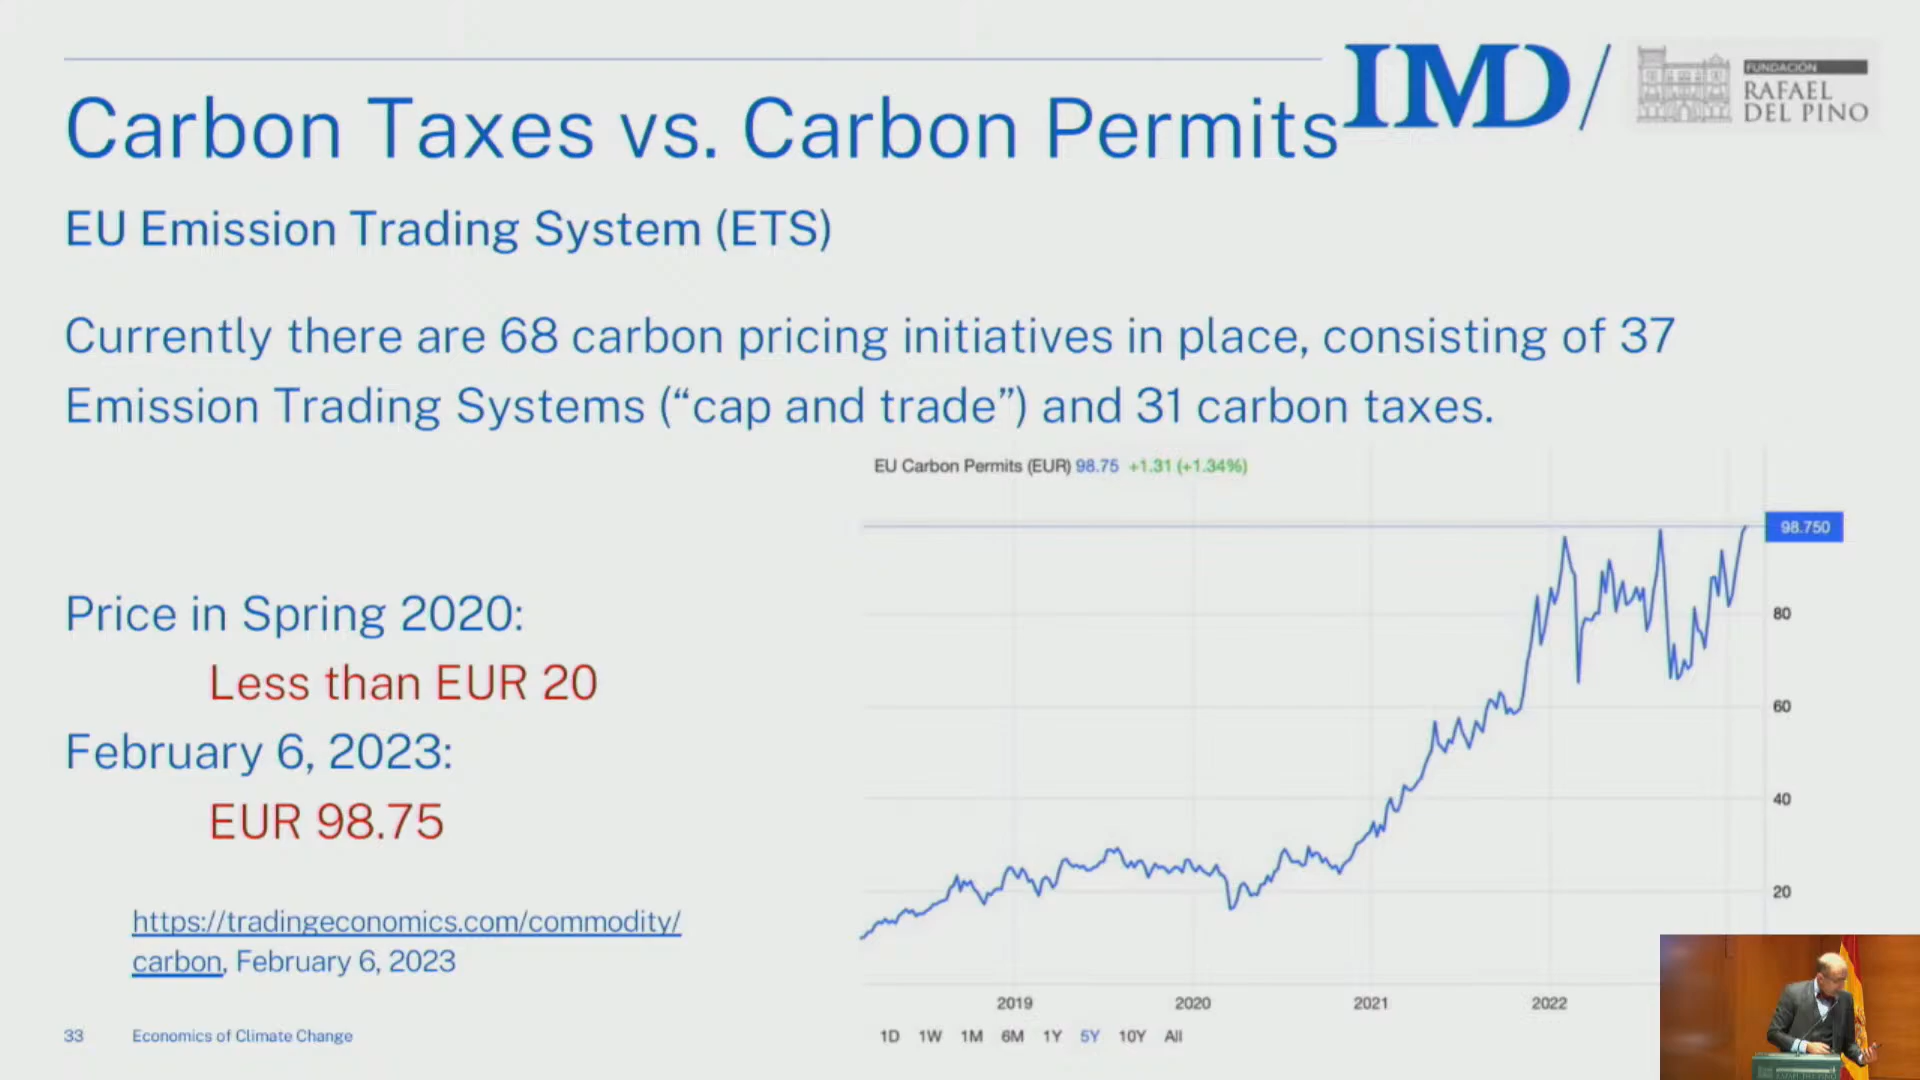 IMD
FUNDACIÓN
RAFAEL
DEL PINO
Carbon Taxes vs. Carbon Permits
EU Emission Trading System (ETS)
Currently there are 68 carbon pricing initiatives in place, consisting of 37
Emission Trading Systems (“cap and trade”) and 31 carbon taxes.
EU Carbon Permits (EUR) 98.75 +1.31 (+1.34%)
98.750
80
60
40
20
2019 2020 2021 2022
1D 1W 1M 6M 1Y 5Y 10Y All
Price in Spring 2020:
Less than EUR 20
February 6, 2023:
EUR 98.75
https://tradingeconomics.com/commodity/
carbon, February 6, 2023
33 Economics of Climate Change
RAFAEL DEL PINO